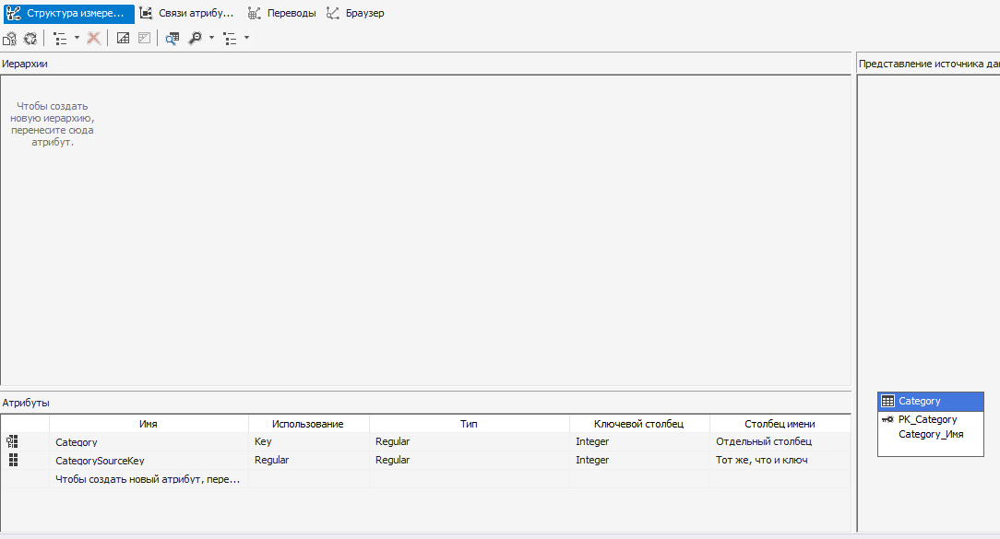 Структура измере... Связи атрибу... Переводы Браузер
Иерархии
Представление источника да
Чтобы создать
новую иерархию,
перенесите сюда
атрибут.
Атрибуты
Имя Использование Тип Ключевой столбец Столбец имени
Category Key Regular Integer Отдельный столбец
CategorySourceKey Regular Regular Integer Тот же, что и ключ
Чтобы создать новый атрибут, пере...
Category
PK_Category
Category_Имя